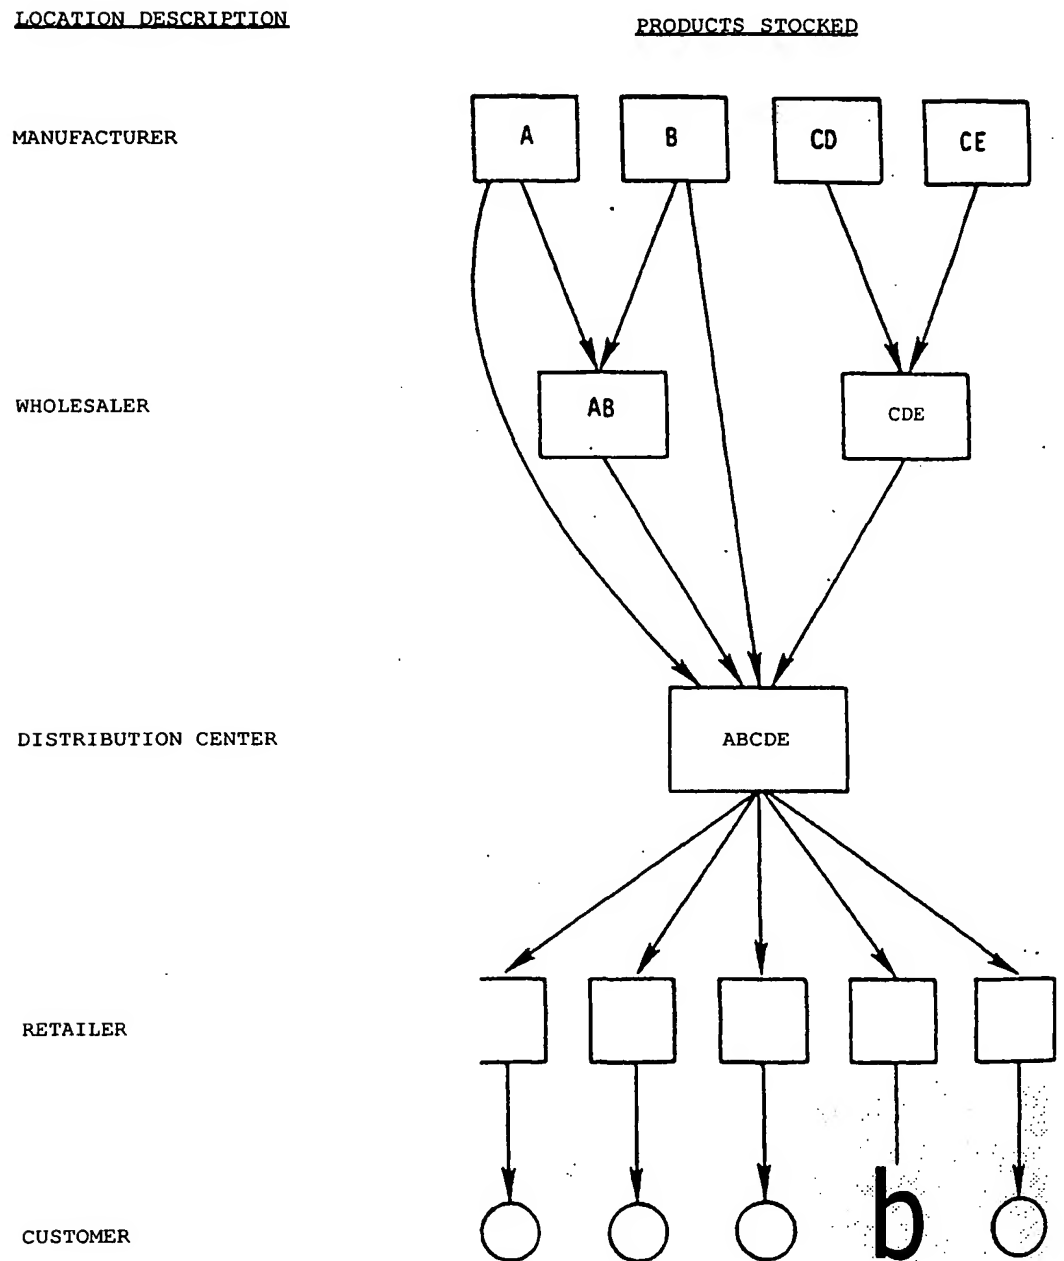 LOCATION DESCRIPTION
PRODUCTS STOCKED
MANUFACTURER
A
B
CD
CE
WHOLESALER
AB
CDE
DISTRIBUTION CENTER
ABCDE
RETAILER
CUSTOMER
b